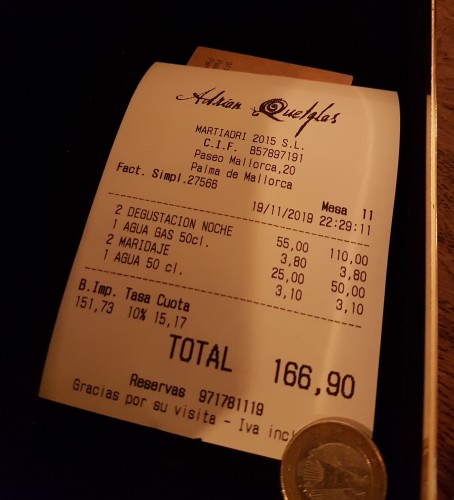 Adrián Quetglas
MARTIADRI 2015 S.L.
C.I.F. B57897191
Paseo Mallorca,20
Palma de Mallorca
Fact. Simpl.27566
Mesa 11
19/11/2019 22:29:11
2 DEGUSTACION NOCHE 55,00 110,00
1 AGUA GAS 50cl. 3,80 3,80
2 MARIDAJE 25,00 50,00
1 AGUA 50 cl. 3,10 3,10
B.Imp. Tasa Cuota
151,73 10% 15,17
TOTAL 166,90
Reservas 971781119
Gracias por su visita - Iva incl